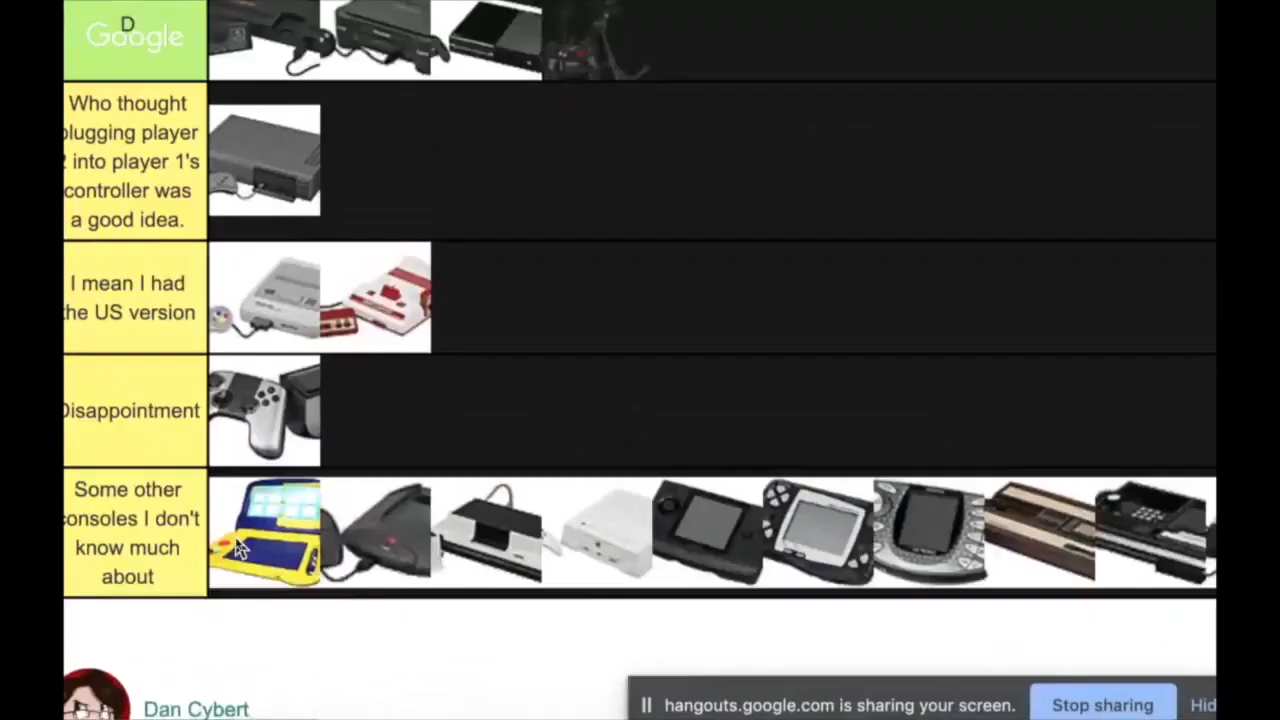 D
Google
Who thought
plugging player
2 into player 1's
controller was
a good idea.
I mean I had
the US version
Disappointment
Some other
consoles I don't
know much
about
Dan Cybert
hangouts.google.com is sharing your screen.
Stop sharing
Hid